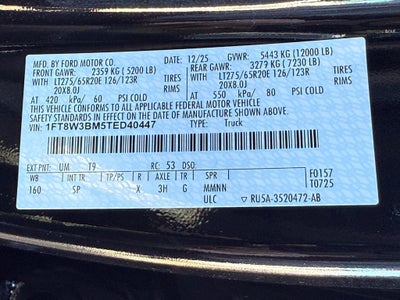 MFD. BY FORD MOTOR CO. 12/25 GVWR: 5443 KG (12000 LB)
FRONT GAWR: 2359 KG (5200 LB) REAR GAWR: 3279 KG (7230 LB)
LT275/65R20E 126/123R TIRES LT275/65R20E 126/123R TIRES
20X8.0J RIMS 20X8.0J RIMS
AT 420 kPa/ 60 PSI COLD AT 550 kPa/ 80 PSI COLD
THIS VEHICLE CONFORMS TO ALL APPLICABLE FEDERAL MOTOR VEHICLE
SAFETY STANDARDS IN EFFECT ON THE DATE OF MANUFACTURE SHOWN ABOVE.
VIN: 1FT8W3BM5TED40447 TYPE: Truck
EXT PNT: UM 19 RC: 53 DSO:
WB INT TR TP/PS R AXLE TR SPR F0157
160 SP X 3H G MMNN T0725
ULC ▽ RU5A-3520472-AB